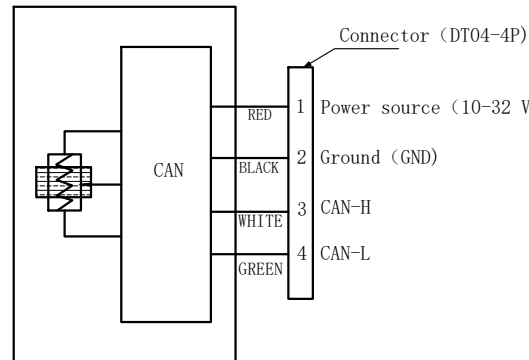 Connector（DT04-4P)
RED 1 Power source（10-32 V
CAN
BLACK 2 Ground（GND)
WHITE 3 CAN-H
GREEN 4 CAN-L